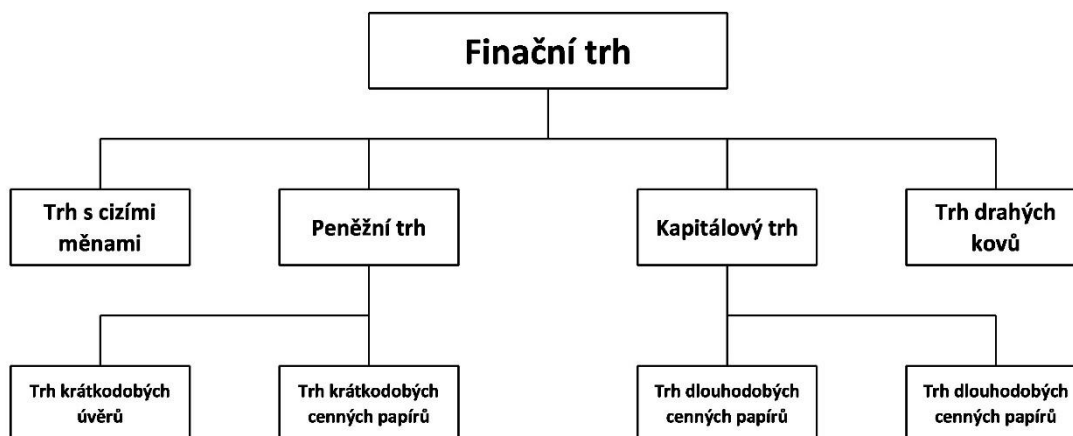 Finační trh
Trh s cizími
měnami
Peněžní trh
Kapitálový trh
Trh drahých
kovů
Trh krátkodobých
úvěrů
Trh krátkodobých
cenných papírů
Trh dlouhodobých
cenných papírů
Trh dlouhodobých
cenných papírů